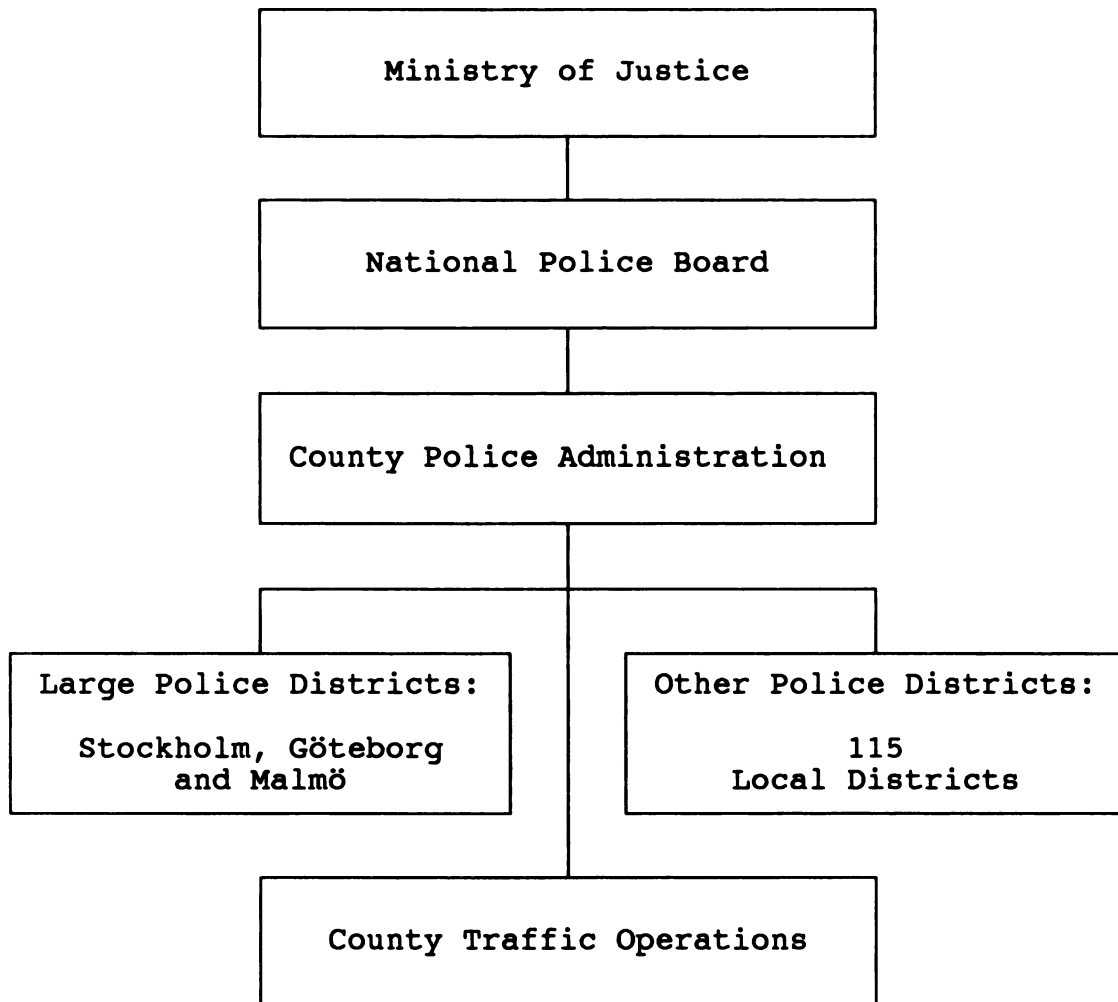 Ministry of Justice
National Police Board
County Police Administration
Large Police Districts:
Stockholm, Göteborg
and Malmö
Other Police Districts:
115
Local Districts
County Traffic Operations